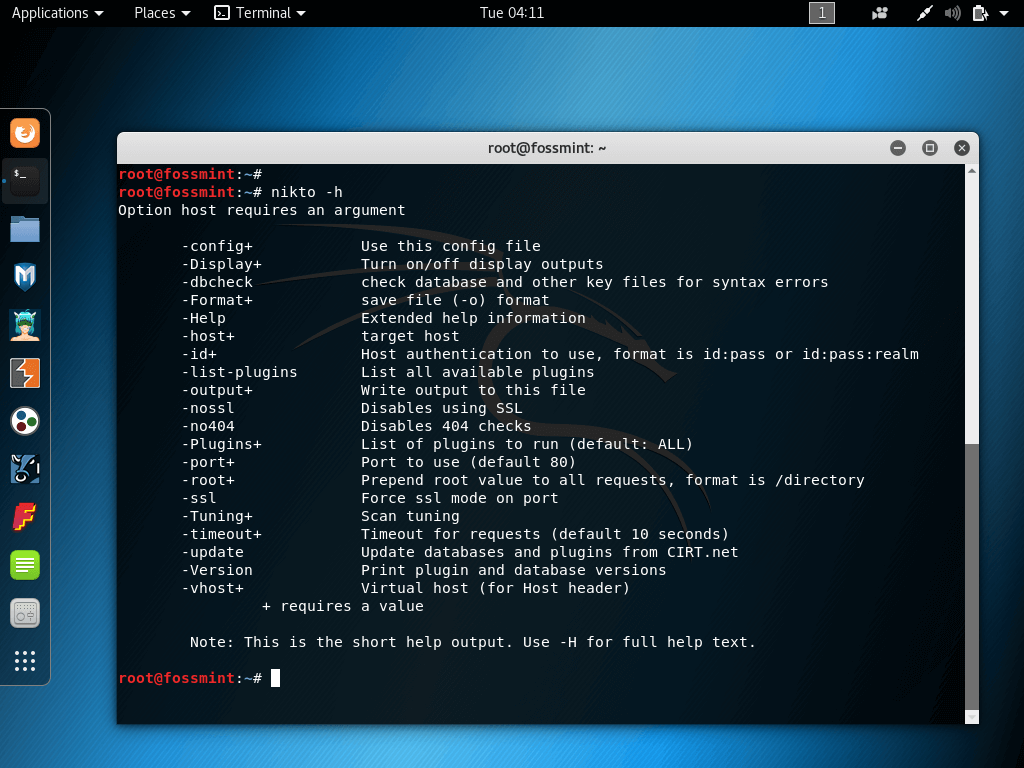 Applications Places Terminal Tue 04:11 1
root@fossmint: ~
root@fossmint:~#
root@fossmint:~# nikto -h
Option host requires an argument
-config+ Use this config file
-Display+ Turn on/off display outputs
-dbcheck check database and other key files for syntax errors
-Format+ save file (-o) format
-Help Extended help information
-host+ target host
-id+ Host authentication to use, format is id:pass or id:pass:realm
-list-plugins List all available plugins
-output+ Write output to this file
-nossl Disables using SSL
-no404 Disables 404 checks
-Plugins+ List of plugins to run (default: ALL)
-port+ Port to use (default 80)
-root+ Prepend root value to all requests, format is /directory
-ssl Force ssl mode on port
-Tuning+ Scan tuning
-timeout+ Timeout for requests (default 10 seconds)
-update Update databases and plugins from CIRT.net
-Version Print plugin and database versions
-vhost+ Virtual host (for Host header)
+ requires a value
Note: This is the short help output. Use -H for full help text.
root@fossmint:~#